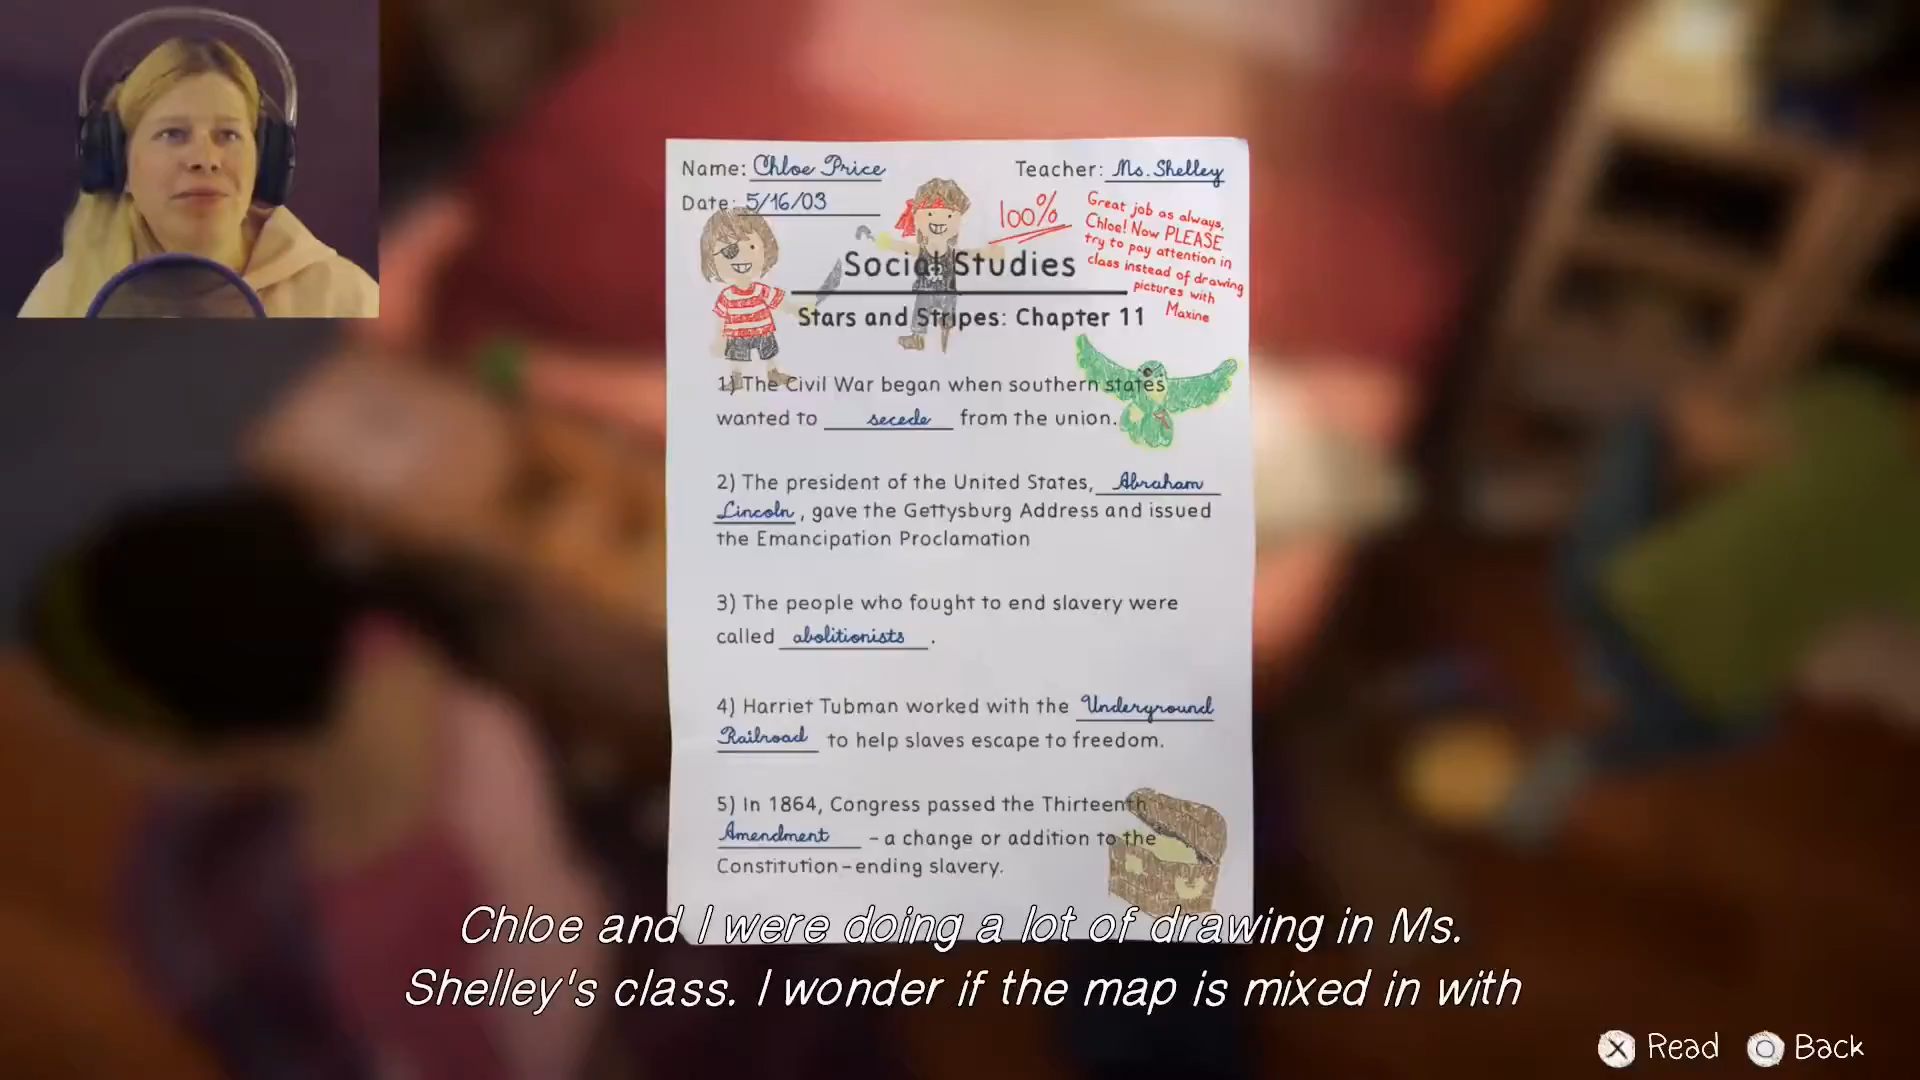 Name: Chloe Price
Teacher: Ms. Shelley
Date: 5/16/03
100%
Great job as always,
Chloe! Now PLEASE
try to pay attention in
class instead of drawing
pictures with
Maxine
Social Studies
Stars and Stripes: Chapter 11
1) The Civil War began when southern states
wanted to secede from the union.
2) The president of the United States, Abraham
Lincoln, gave the Gettysburg Address and issued
the Emancipation Proclamation
3) The people who fought to end slavery were
called abolitionists.
4) Harriet Tubman worked with the Underground
Railroad to help slaves escape to freedom.
5) In 1864, Congress passed the Thirteenth
Amendment - a change or addition to the
Constitution-ending slavery.
Chloe and I were doing a lot of drawing in Ms.
Shelley's class. I wonder if the map is mixed in with
Read Back